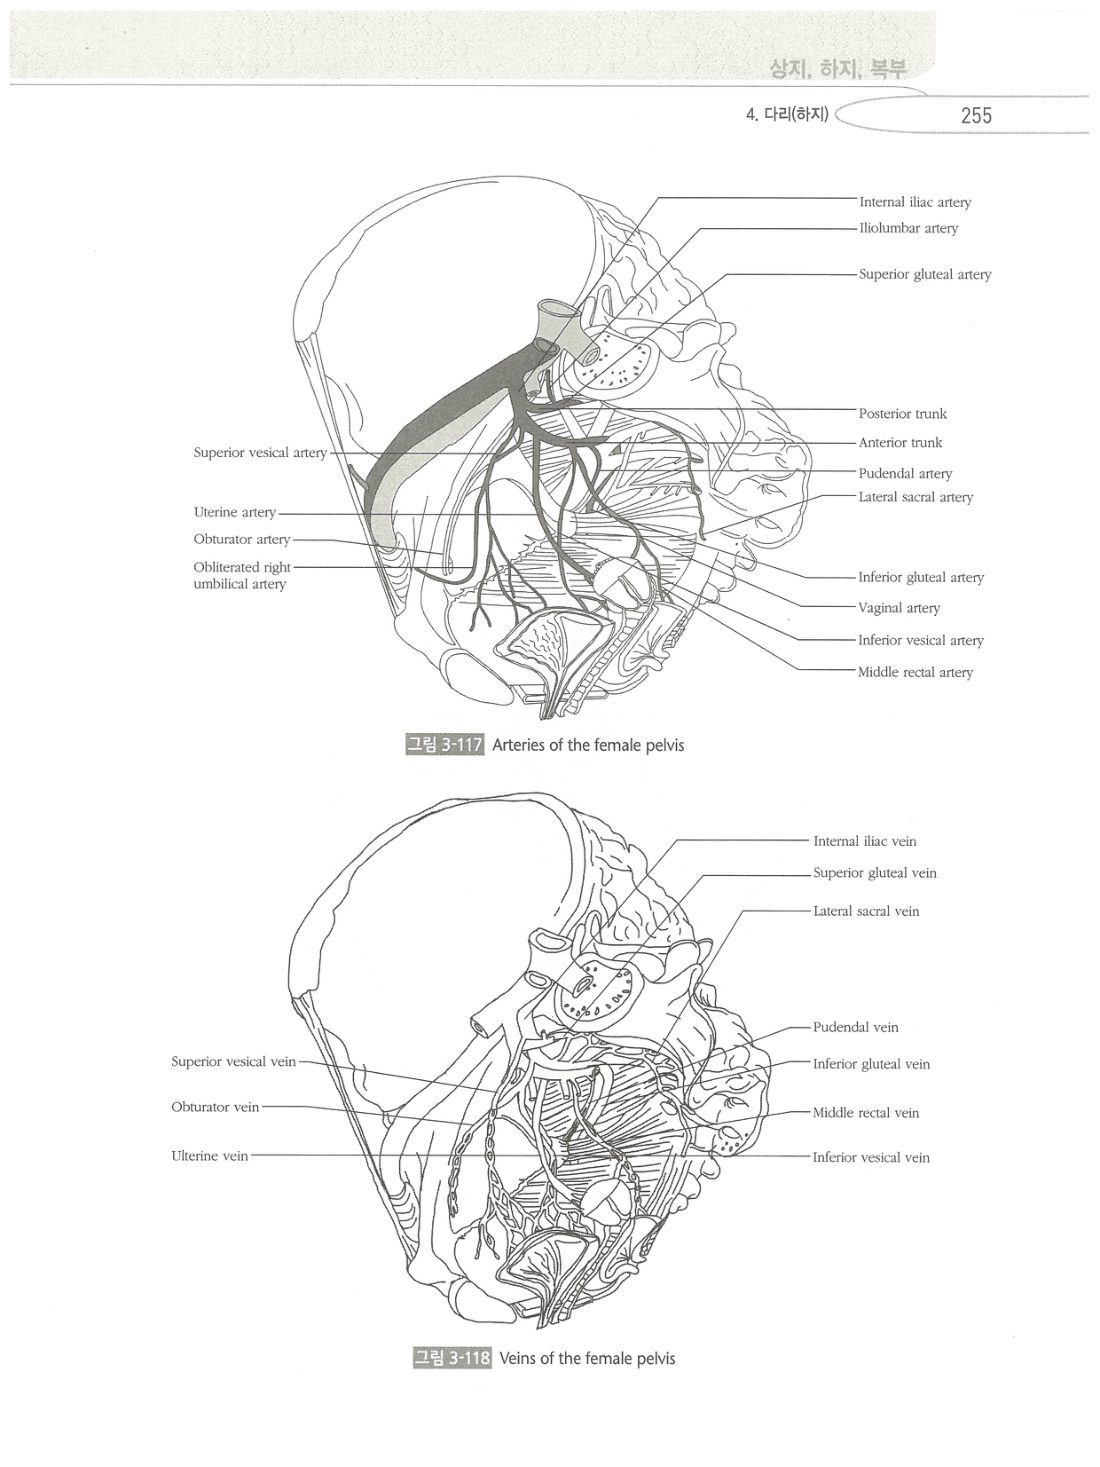 상지, 하지, 복부
4. 다리(하지)
255
Internal iliac artery
Iliolumbar artery
Superior gluteal artery
Posterior trunk
Anterior trunk
Pudendal artery
Lateral sacral artery
Inferior gluteal artery
Vaginal artery
Inferior vesical artery
Middle rectal artery
Superior vesical artery
Uterine artery
Obturator artery
Obliterated right
umbilical artery
그림 3-117 Arteries of the female pelvis
Internal iliac vein
Superior gluteal vein
Lateral sacral vein
Pudendal vein
Inferior gluteal vein
Middle rectal vein
Inferior vesical vein
Superior vesical vein
Obturator vein
Ulterine vein
그림 3-118 Veins of the female pelvis